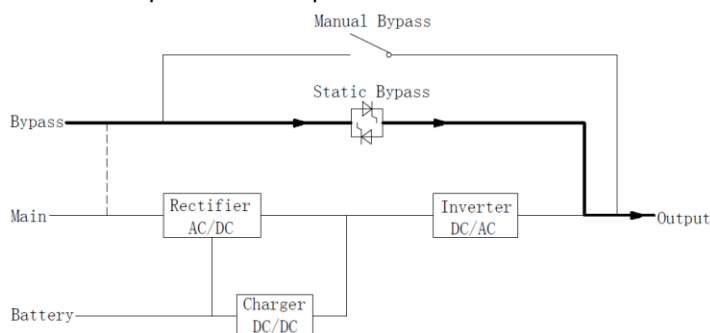 Manual Bypass
Static Bypass
Bypass
Main
Rectifier
AC/DC
Inverter
DC/AC
Output
Battery
Charger
DC/DC